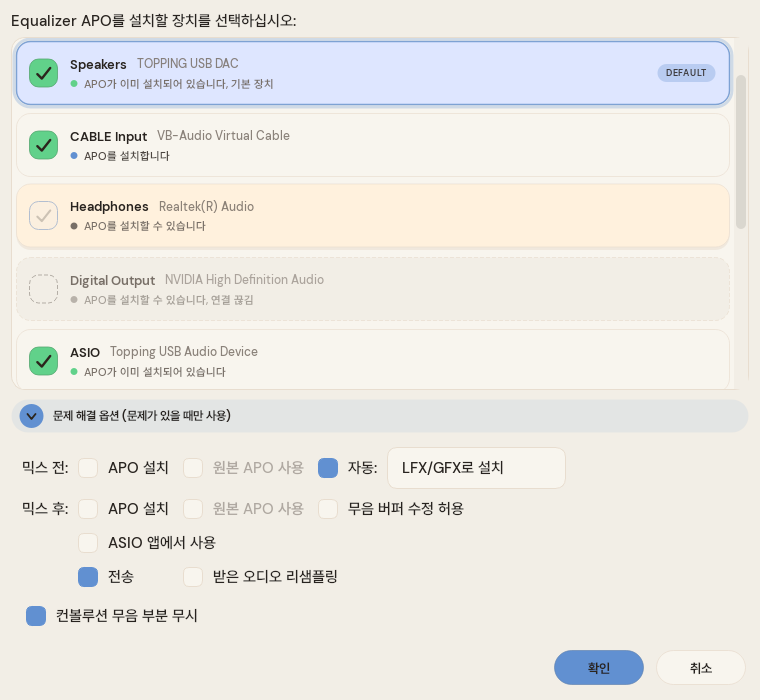 Equalizer APO를 설치할 장치를 선택하십시오:
Speakers TOPPING USB DAC
APO가 이미 설치되어 있습니다, 기본 장치
DEFAULT
CABLE Input VB-Audio Virtual Cable
APO를 설치합니다
Headphones Realtek(R) Audio
APO를 설치할 수 있습니다
Digital Output NVIDIA High Definition Audio
APO를 설치할 수 있습니다, 연결 끊김
ASIO Topping USB Audio Device
APO가 이미 설치되어 있습니다
문제 해결 옵션 (문제가 있을 때만 사용)
믹스 전: APO 설치 원본 APO 사용 자동: LFX/GFX로 설치
믹스 후: APO 설치 원본 APO 사용 무음 버퍼 수정 허용
ASIO 앱에서 사용
전송 받은 오디오 리샘플링
컨볼루션 무음 부분 무시
확인 취소